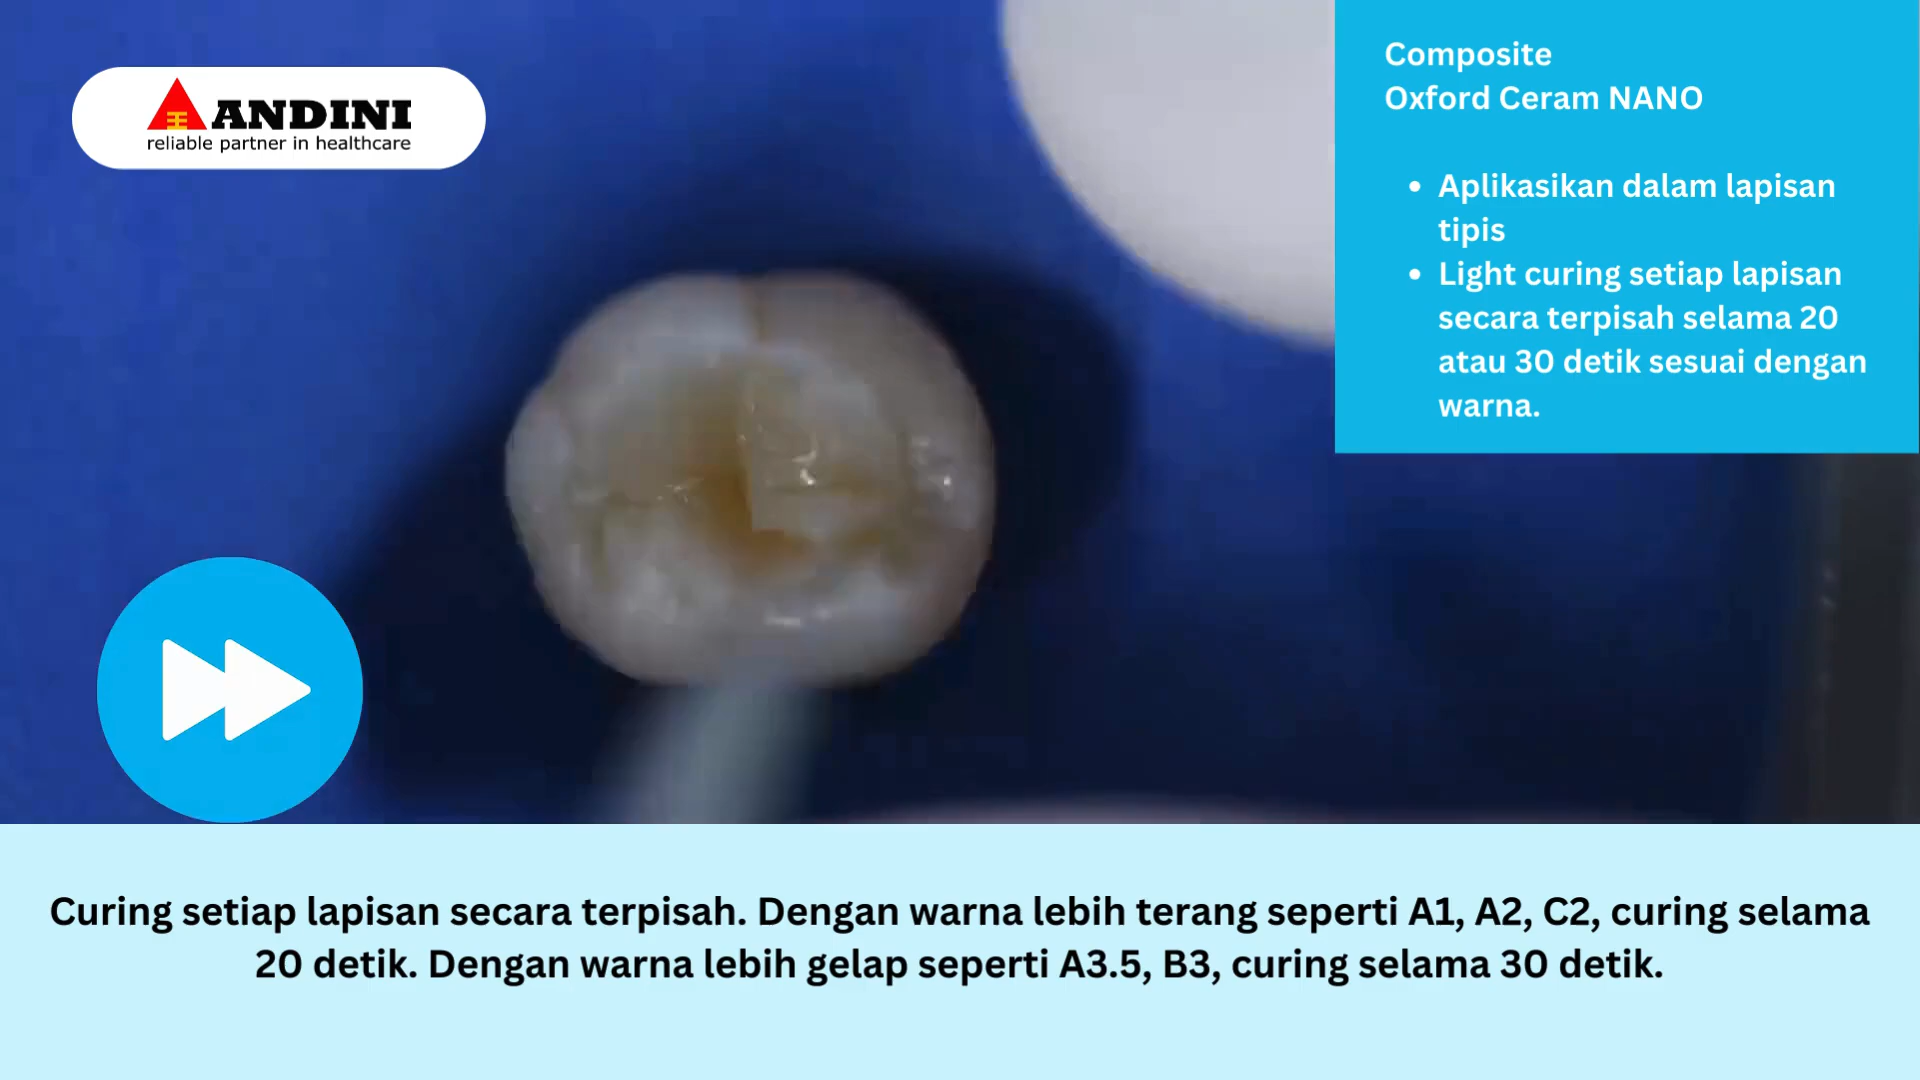 ANDINI
reliable partner in healthcare
Composite
Oxford Ceram NANO
• Aplikasikan dalam lapisan
tipis
• Light curing setiap lapisan
secara terpisah selama 20
atau 30 detik sesuai dengan
warna.
Curing setiap lapisan secara terpisah. Dengan warna lebih terang seperti A1, A2, C2, curing selama
20 detik. Dengan warna lebih gelap seperti A3.5, B3, curing selama 30 detik.